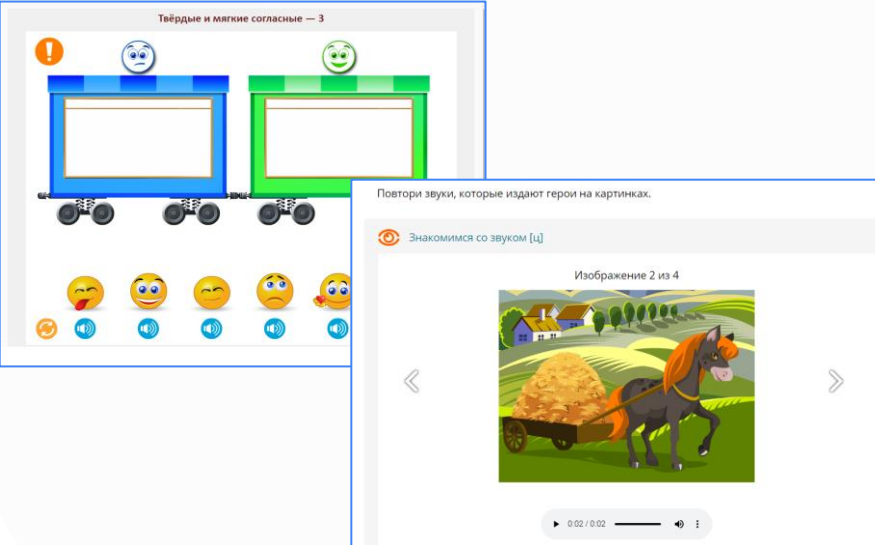 Твёрдые и мягкие согласные — 3
Повтори звуки, которые издают герои на картинках.
Знакомимся со звуком [ц]
Изображение 2 из 4
0:02 / 0:02